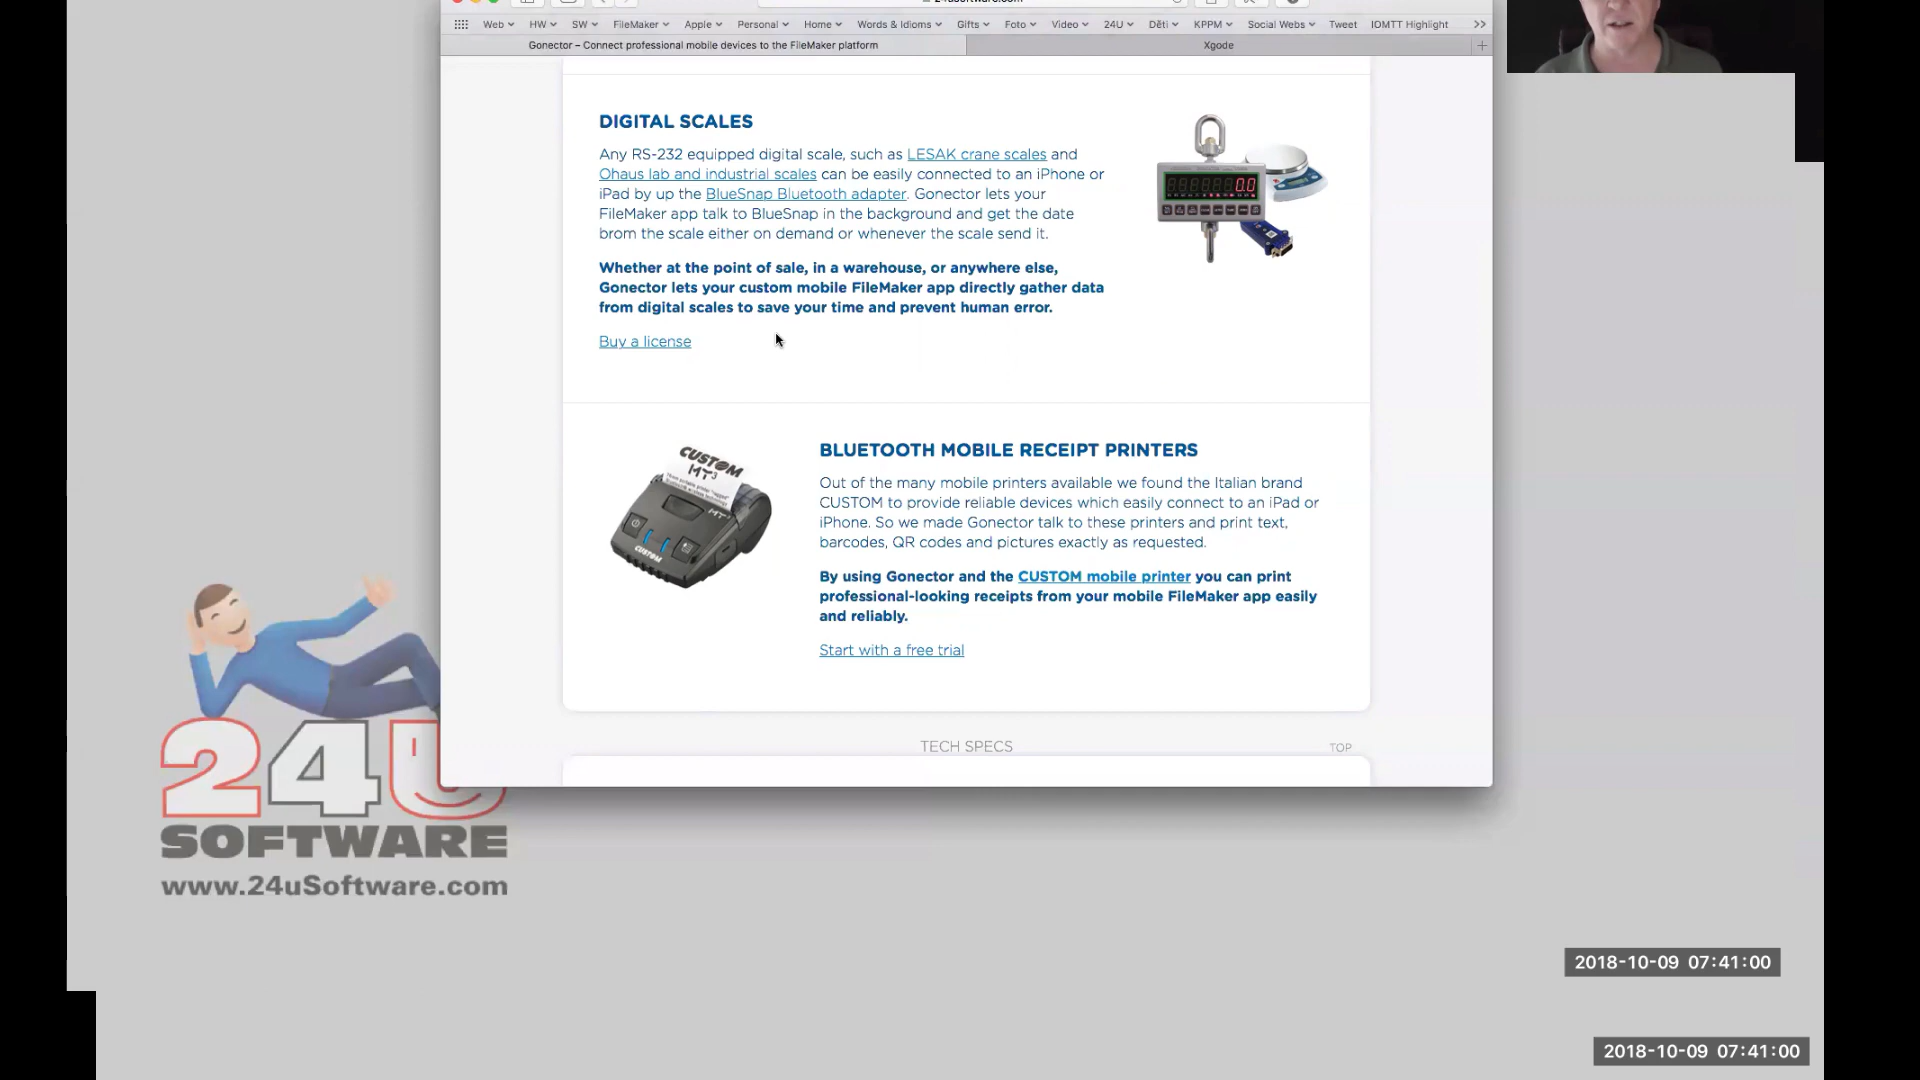 24usoftware.com
Web HW SW FileMaker Apple Personal Home Words & Idioms Gifts Foto Video 24U Děti KPPM Social Webs Tweet IOMTT Highlight
Gonector – Connect professional mobile devices to the FileMaker platform
Xgode
DIGITAL SCALES
Any RS-232 equipped digital scale, such as LESAK crane scales and
Ohaus lab and industrial scales can be easily connected to an iPhone or
iPad by up the BlueSnap Bluetooth adapter. Gonector lets your
FileMaker app talk to BlueSnap in the background and get the date
brom the scale either on demand or whenever the scale send it.
Whether at the point of sale, in a warehouse, or anywhere else,
Gonector lets your custom mobile FileMaker app directly gather data
from digital scales to save your time and prevent human error.
Buy a license
0.0
CUSTOM
MT3
MT
CUSTOM
BLUETOOTH MOBILE RECEIPT PRINTERS
Out of the many mobile printers available we found the Italian brand
CUSTOM to provide reliable devices which easily connect to an iPad or
iPhone. So we made Gonector talk to these printers and print text,
barcodes, QR codes and pictures exactly as requested.
By using Gonector and the CUSTOM mobile printer you can print
professional-looking receipts from your mobile FileMaker app easily
and reliably.
Start with a free trial
TECH SPECS
TOP
24U
SOFTWARE
www.24uSoftware.com
2018-10-09 07:41:00
2018-10-09 07:41:00